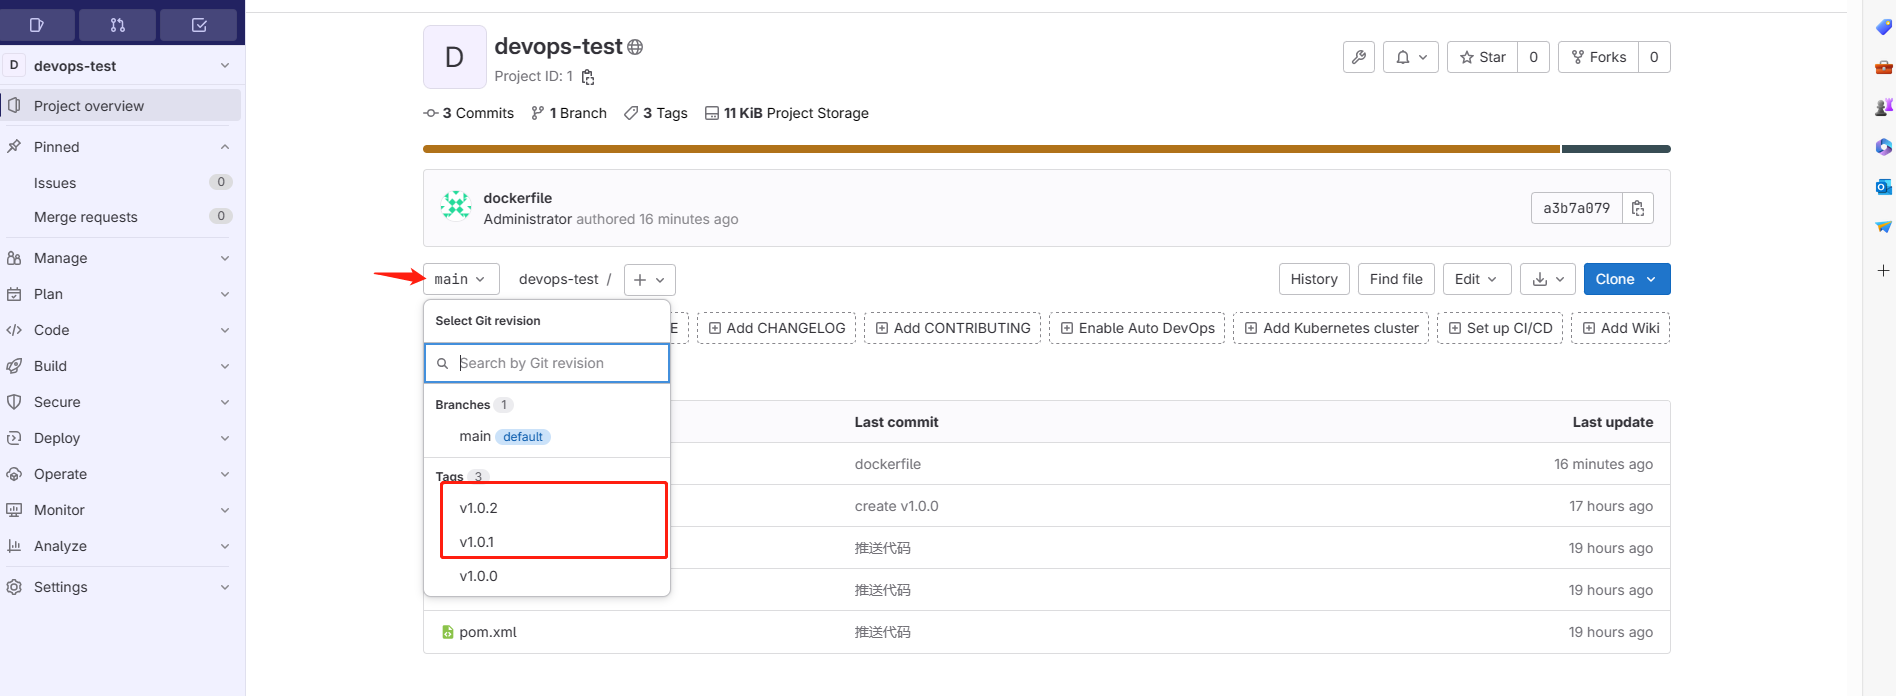 D devops-test
Project overview
Pinned
Issues 0
Merge requests 0
Manage
Plan
Code
Build
Secure
Deploy
Operate
Monitor
Analyze
Settings
D
devops-test
Project ID: 1
Star 0
Forks 0
3 Commits 1 Branch 3 Tags 11 KiB Project Storage
dockerfile
Administrator authored 16 minutes ago
a3b7a079
main devops-test / +
History Find file Edit Clone
Select Git revision
E Add CHANGELOG Add CONTRIBUTING Enable Auto DevOps Add Kubernetes cluster Set up CI/CD Add Wiki
Search by Git revision
Branches 1
main default
Tags 3
v1.0.2
v1.0.1
v1.0.0
Last commit Last update
dockerfile 16 minutes ago
create v1.0.0 17 hours ago
推送代码 19 hours ago
推送代码 19 hours ago
pom.xml 推送代码 19 hours ago